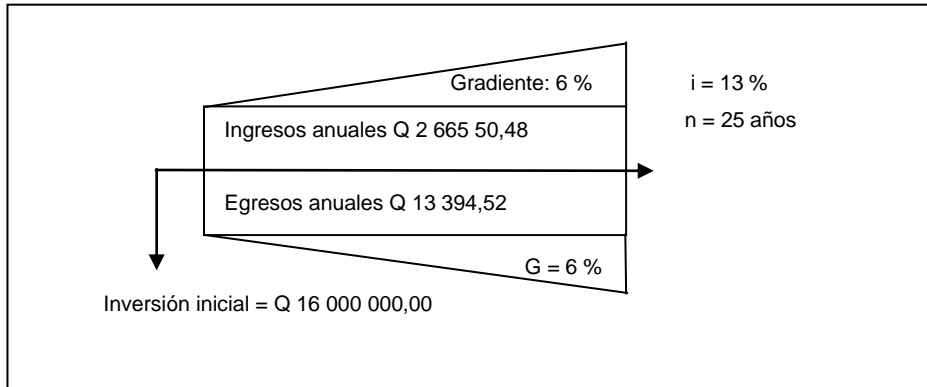 Gradiente: 6 %
i = 13 %
n = 25 años
Ingresos anuales Q 2 665 50,48
Egresos anuales Q 13 394,52
G = 6 %
Inversión inicial = Q 16 000 000,00